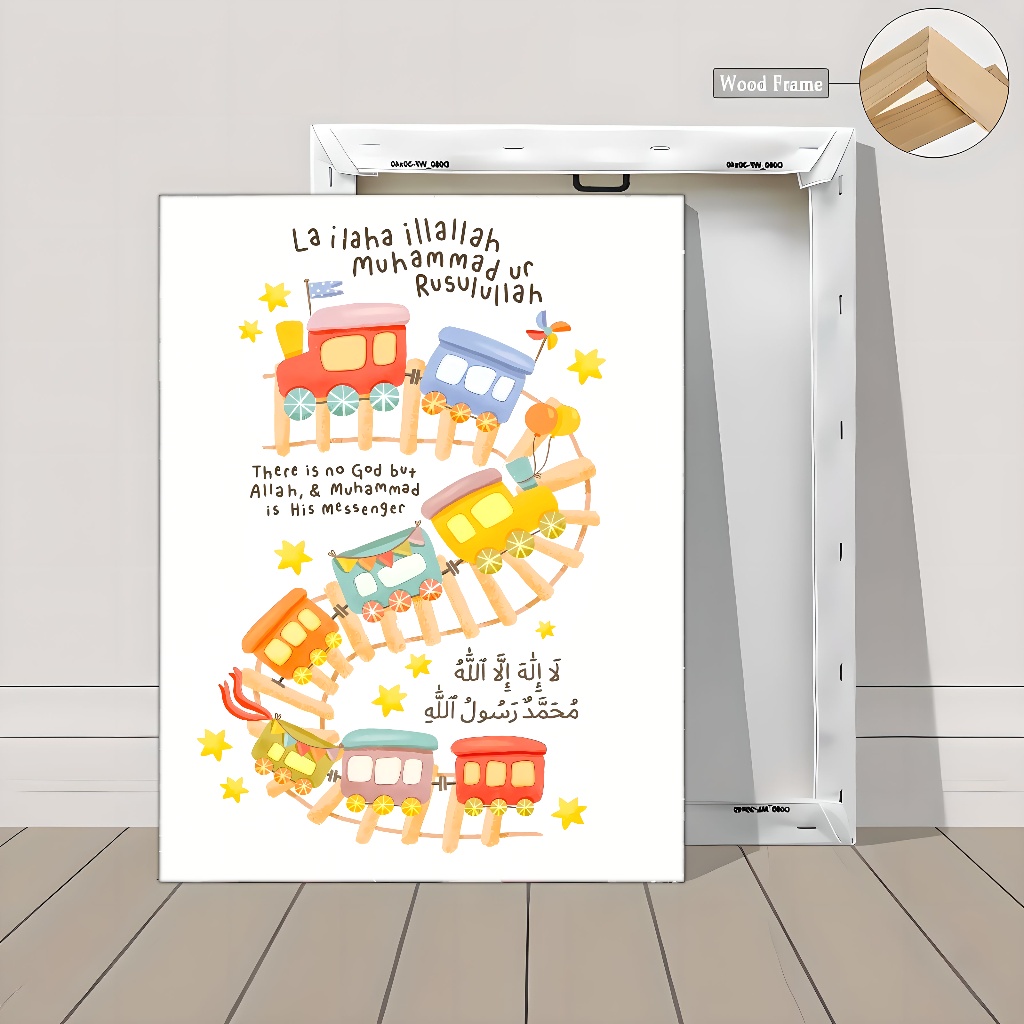 Wood Frame
La ilaha illallah
Muhammad ur
Rusulullah
There is no God but
Allah, & Muhammad
is His Messenger
لَا إِلٰهَ إِلَّا ٱللَّٰهُ
مُحَمَّدٌ رَسُولُ ٱللَّٰهِ